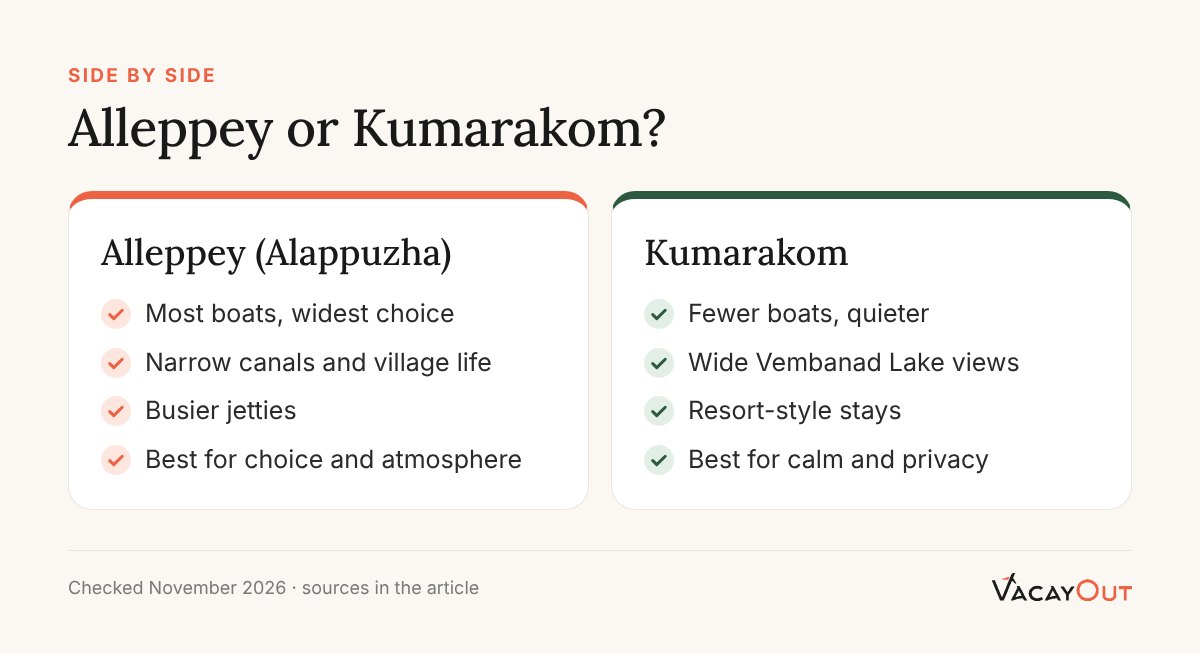 SIDE BY SIDE
Alleppey or Kumarakom?
Alleppey (Alappuzha)
Most boats, widest choice
Narrow canals and village life
Busier jetties
Best for choice and atmosphere
Kumarakom
Fewer boats, quieter
Wide Vembanad Lake views
Resort-style stays
Best for calm and privacy
Checked November 2026 · sources in the article
VACAYOUT